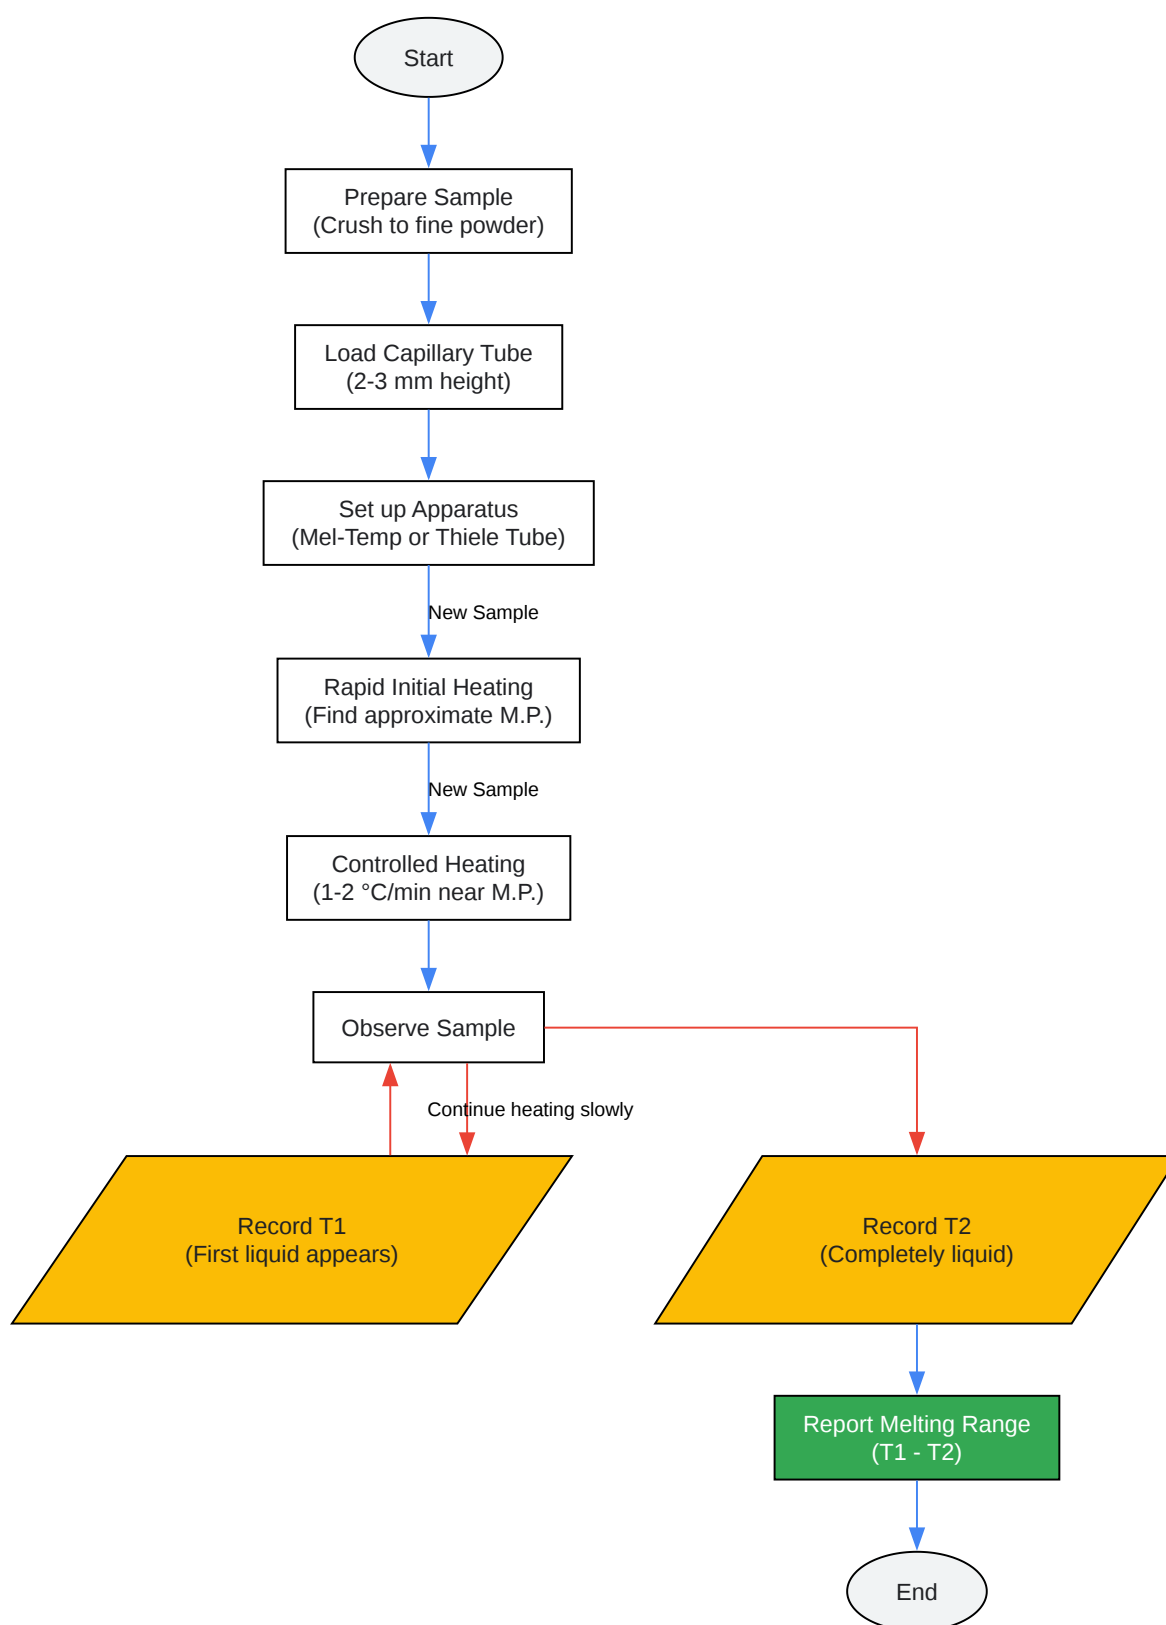 Start
Prepare Sample
(Crush to fine powder)
Load Capillary Tube
(2-3 mm height)
Set up Apparatus
(Mel-Temp or Thiele Tube)
New Sample
Rapid Initial Heating
(Find approximate M.P.)
New Sample
Controlled Heating
(1-2 °C/min near M.P.)
Observe Sample
Continue heating slowly
Record T1
(First liquid appears)
Record T2
(Completely liquid)
Report Melting Range
(T1 - T2)
End